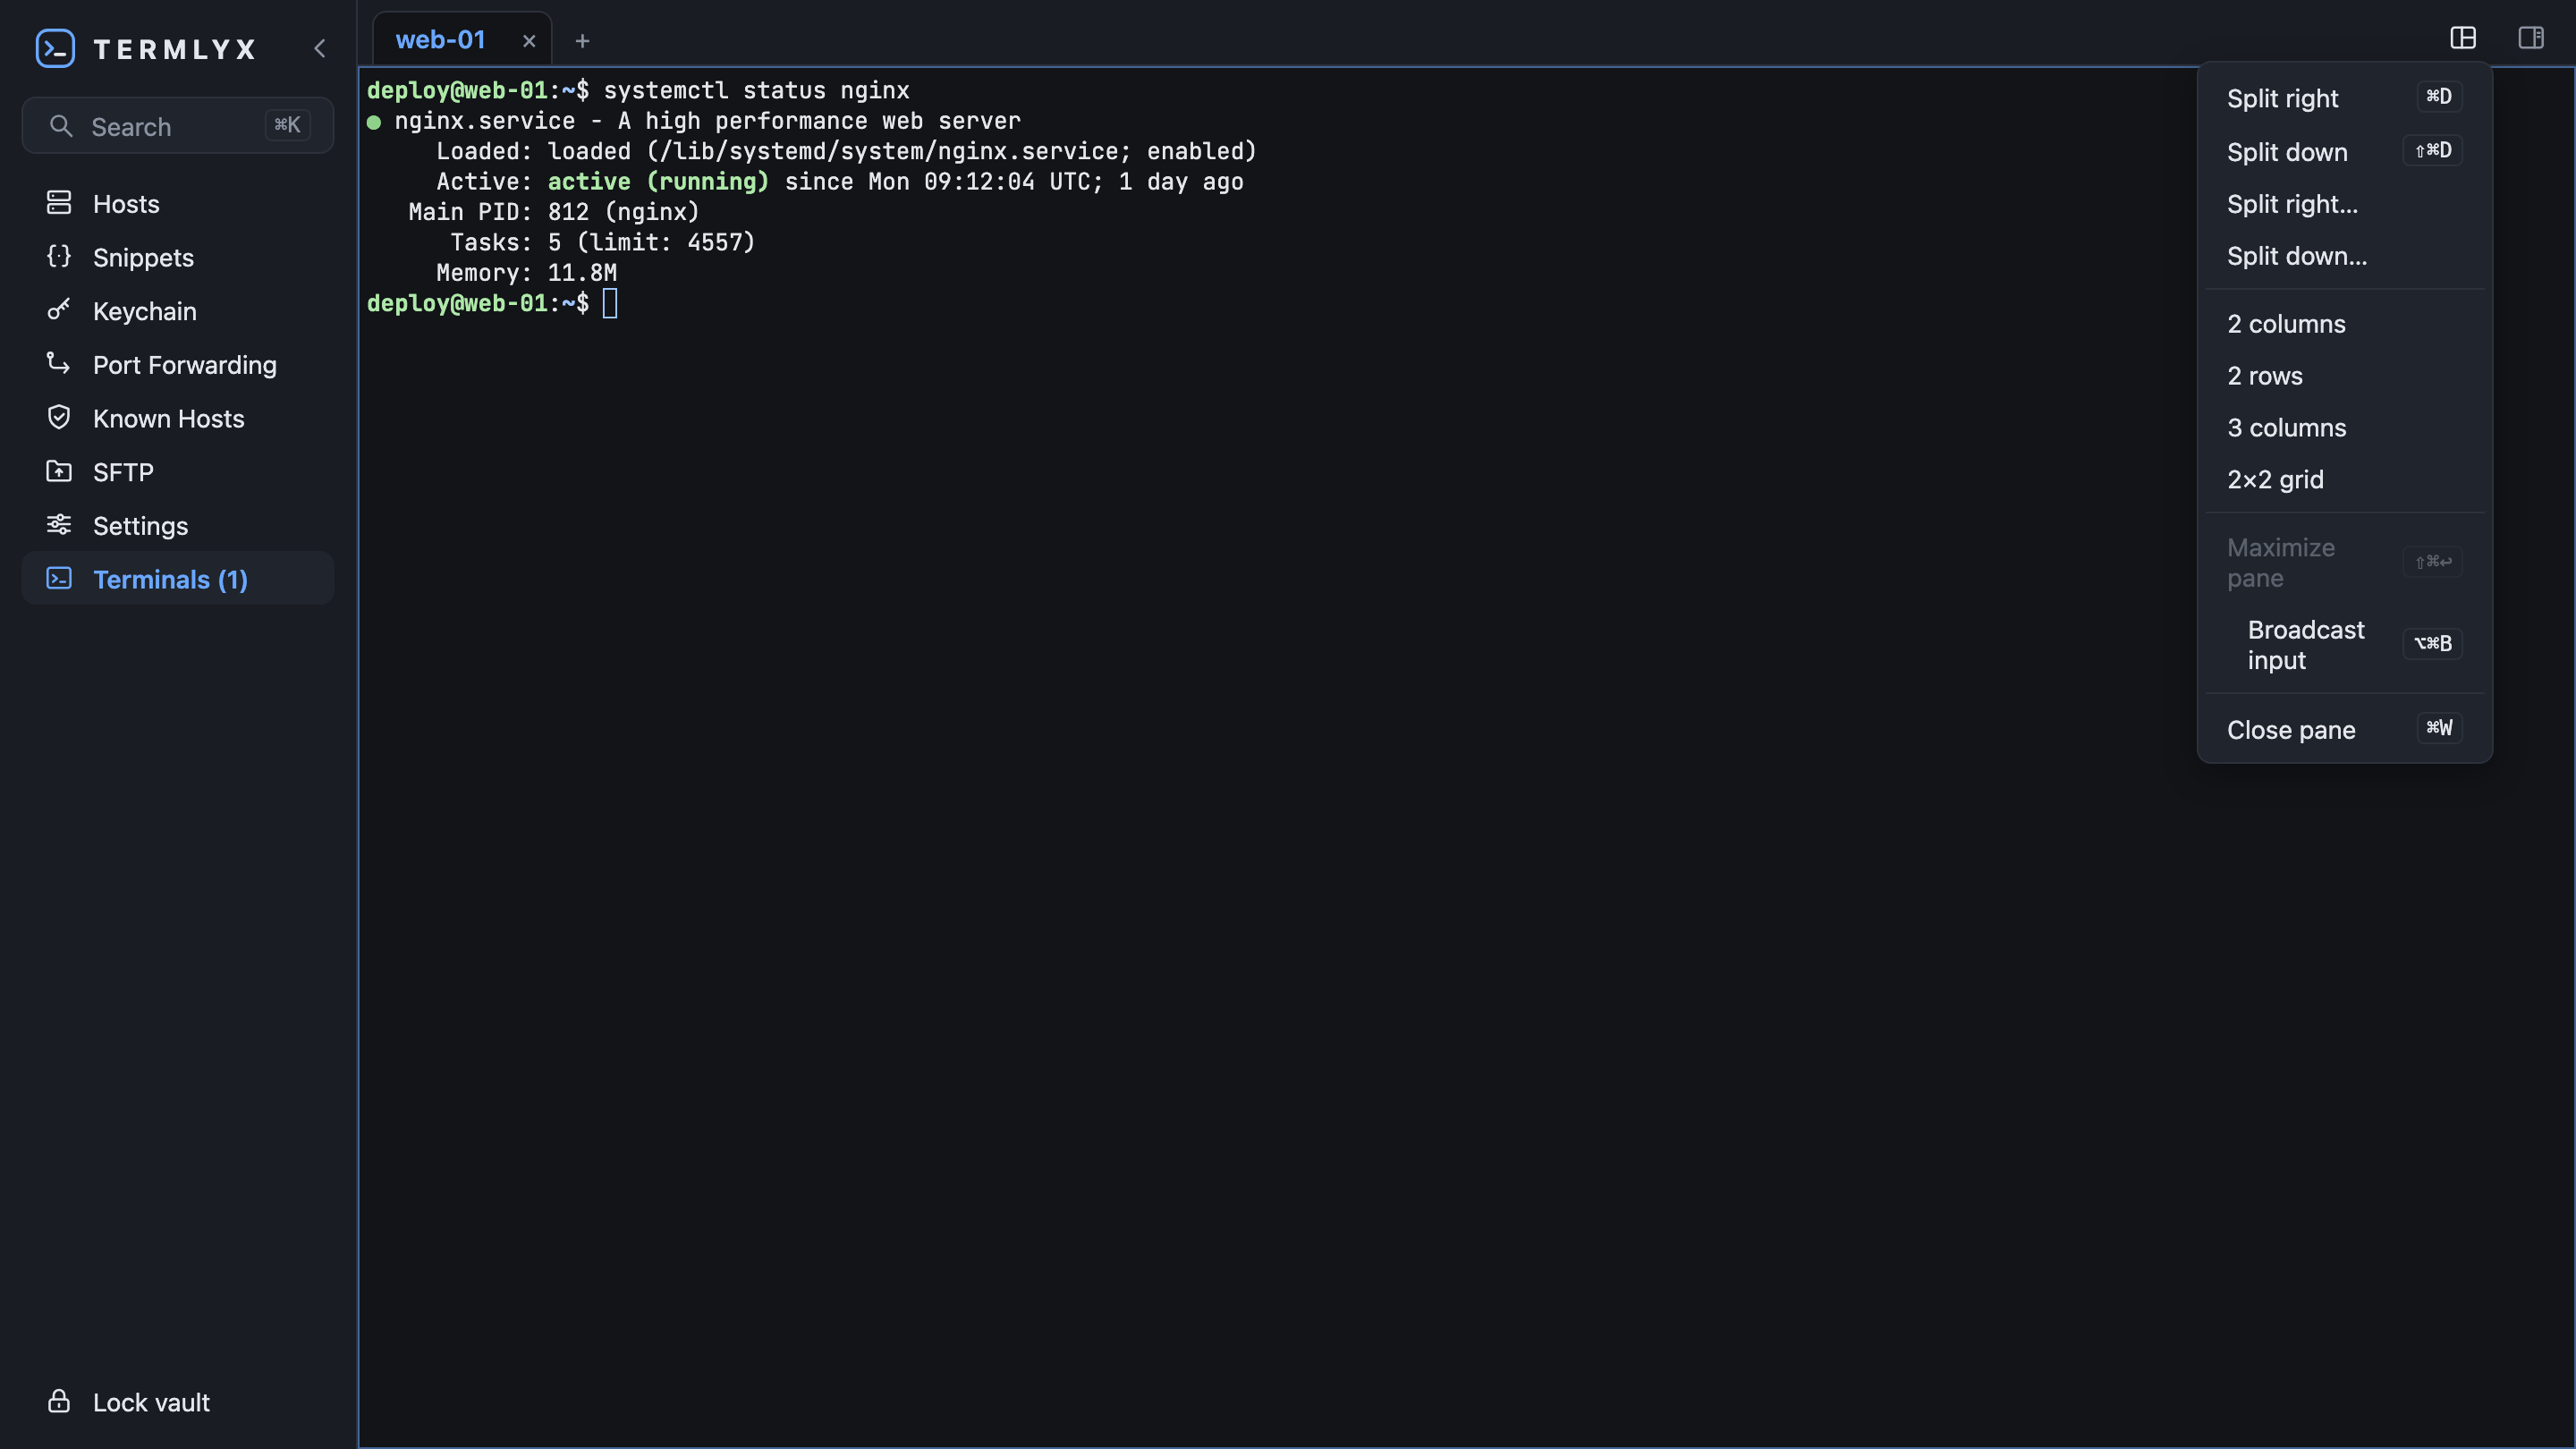 TERMLYX
Search ⌘K
Hosts
Snippets
Keychain
Port Forwarding
Known Hosts
SFTP
Settings
Terminals (1)
Lock vault
web-01 × +
deploy@web-01:~$ systemctl status nginx
● nginx.service - A high performance web server
Loaded: loaded (/lib/systemd/system/nginx.service; enabled)
Active: active (running) since Mon 09:12:04 UTC; 1 day ago
Main PID: 812 (nginx)
Tasks: 5 (limit: 4557)
Memory: 11.8M
deploy@web-01:~$
Split right ⌘D
Split down ⇧⌘D
Split right...
Split down...
2 columns
2 rows
3 columns
2×2 grid
Maximize
pane ⇧⌘↩
Broadcast
input ⌥⌘B
Close pane ⌘W